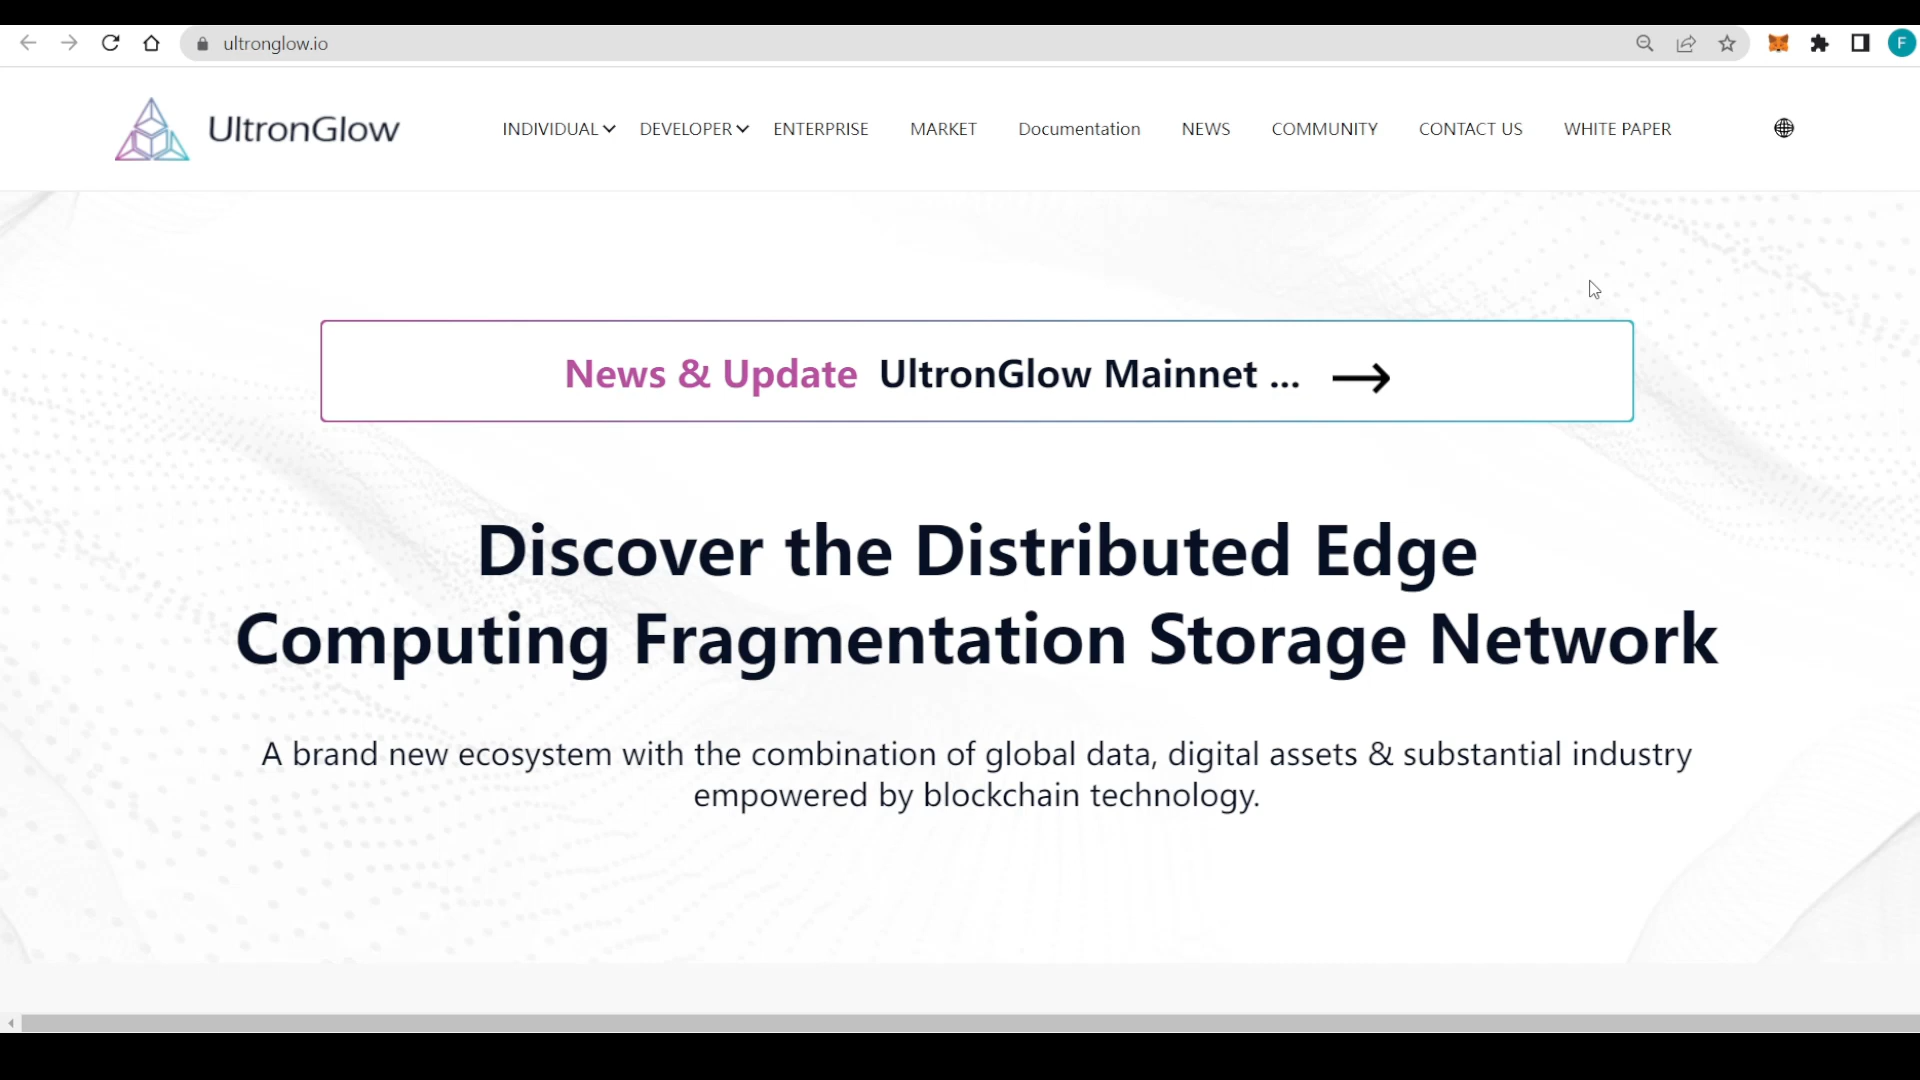 ultronglow.io
F
UltronGlow
INDIVIDUAL DEVELOPER ENTERPRISE MARKET Documentation NEWS COMMUNITY CONTACT US WHITE PAPER
News & Update UltronGlow Mainnet ...
Discover the Distributed Edge
Computing Fragmentation Storage Network
A brand new ecosystem with the combination of global data, digital assets & substantial industry
empowered by blockchain technology.